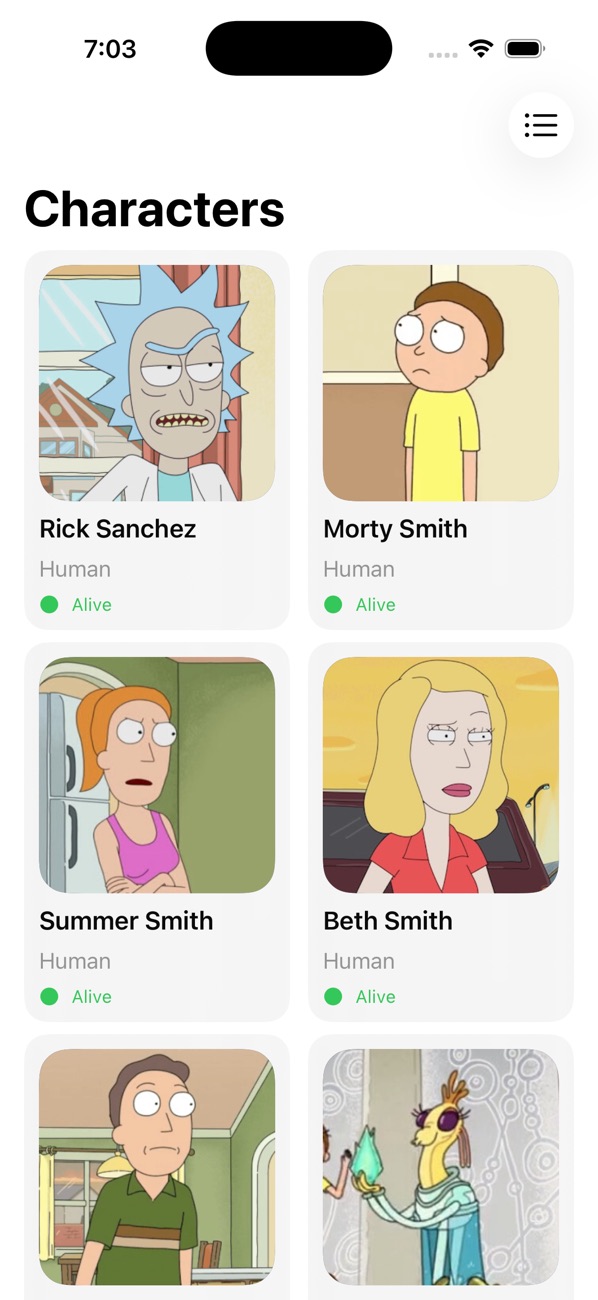 7:03
Characters
Rick Sanchez
Human
Alive
Morty Smith
Human
Alive
Summer Smith
Human
Alive
Beth Smith
Human
Alive